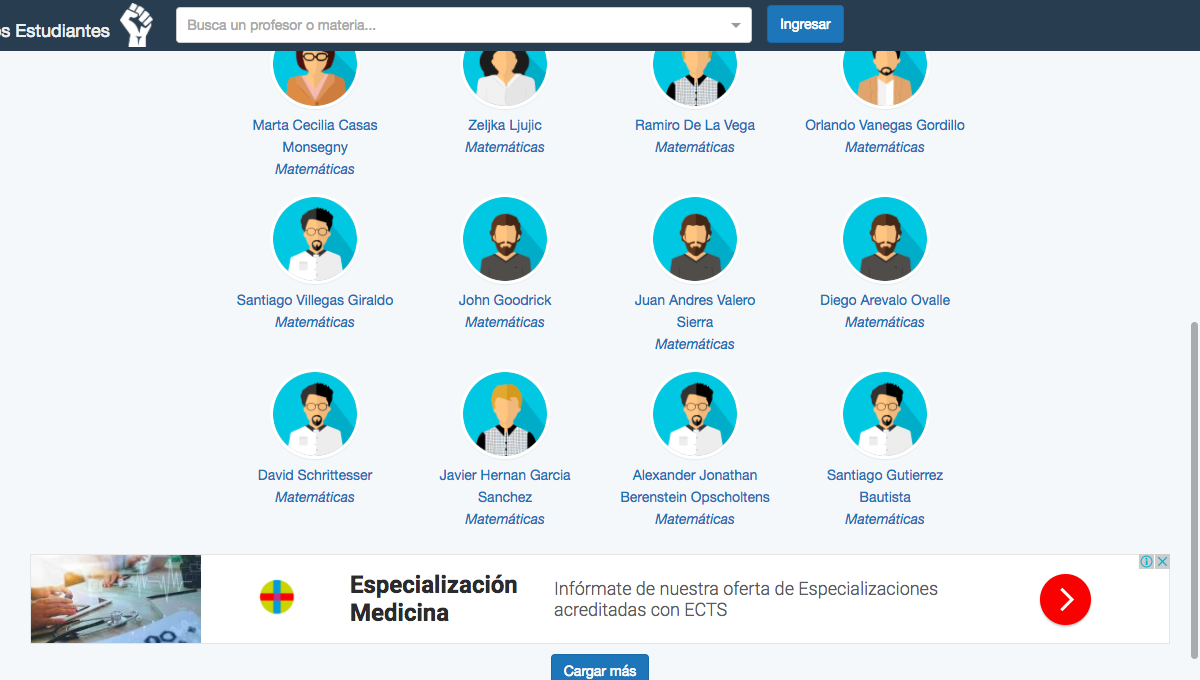 os Estudiantes
Busca un profesor o materia...
Ingresar
Marta Cecilia Casas
Monsegny
Matemáticas
Zeljka Ljujic
Matemáticas
Ramiro De La Vega
Matemáticas
Orlando Vanegas Gordillo
Matemáticas
Santiago Villegas Giraldo
Matemáticas
John Goodrick
Matemáticas
Juan Andres Valero
Sierra
Matemáticas
Diego Arevalo Ovalle
Matemáticas
David Schrittesser
Matemáticas
Javier Hernan Garcia
Sanchez
Matemáticas
Alexander Jonathan
Berenstein Opscholtens
Matemáticas
Santiago Gutierrez
Bautista
Matemáticas
Especialización
Medicina
Infórmate de nuestra oferta de Especializaciones
acreditadas con ECTS
Cargar más